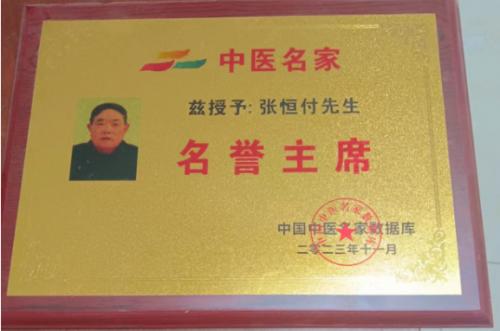 中医名家
兹授予:张恒付先生
名誉主席
中国中医名家数据库
二零二三年十一月